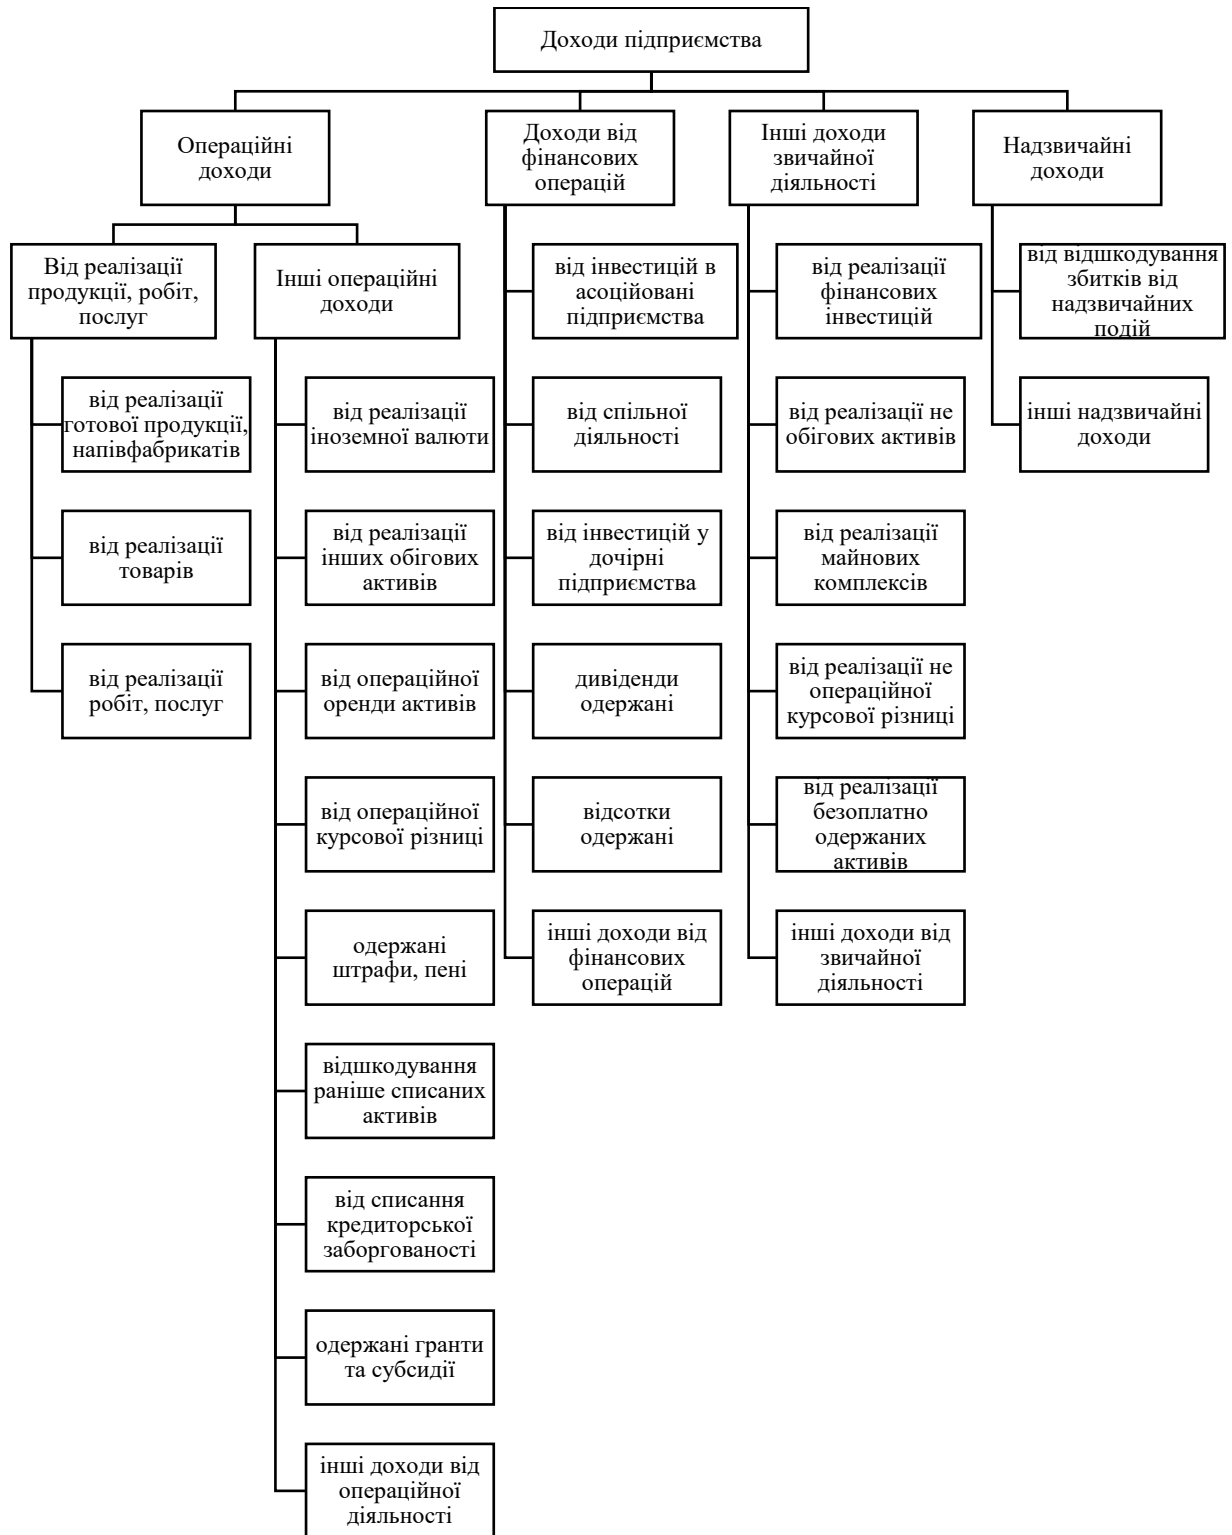 Доходи підприємства
Операційні
доходи
Доходи від
фінансових
операцій
Інші доходи
звичайної
діяльності
Надзвичайні
доходи
Від реалізації
продукції, робіт,
послуг
Інші операційні
доходи
від інвестицій в
асоційовані
підприємства
від реалізації
фінансових
інвестицій
від відшкодування
збитків від
надзвичайних
подій
від реалізації
готової продукції,
напівфабрикатів
від реалізації
іноземної валюти
від спільної
діяльності
від реалізації не
обігових активів
інші надзвичайні
доходи
від реалізації
товарів
від реалізації
інших обігових
активів
від інвестицій у
дочірні
підприємства
від реалізації
майнових
комплексів
від реалізації
робіт, послуг
від операційної
оренди активів
дивіденди
одержані
від реалізації не
операційної
курсової різниці
від операційної
курсової різниці
відсотки
одержані
від реалізації
безоплатно
одержаних
активів
одержані
штрафи, пені
інші доходи від
фінансових
операцій
інші доходи від
звичайної
діяльності
відшкодування
раніше списаних
активів
від списання
кредиторської
заборгованості
одержані гранти
та субсидії
інші доходи від
операційної
діяльності